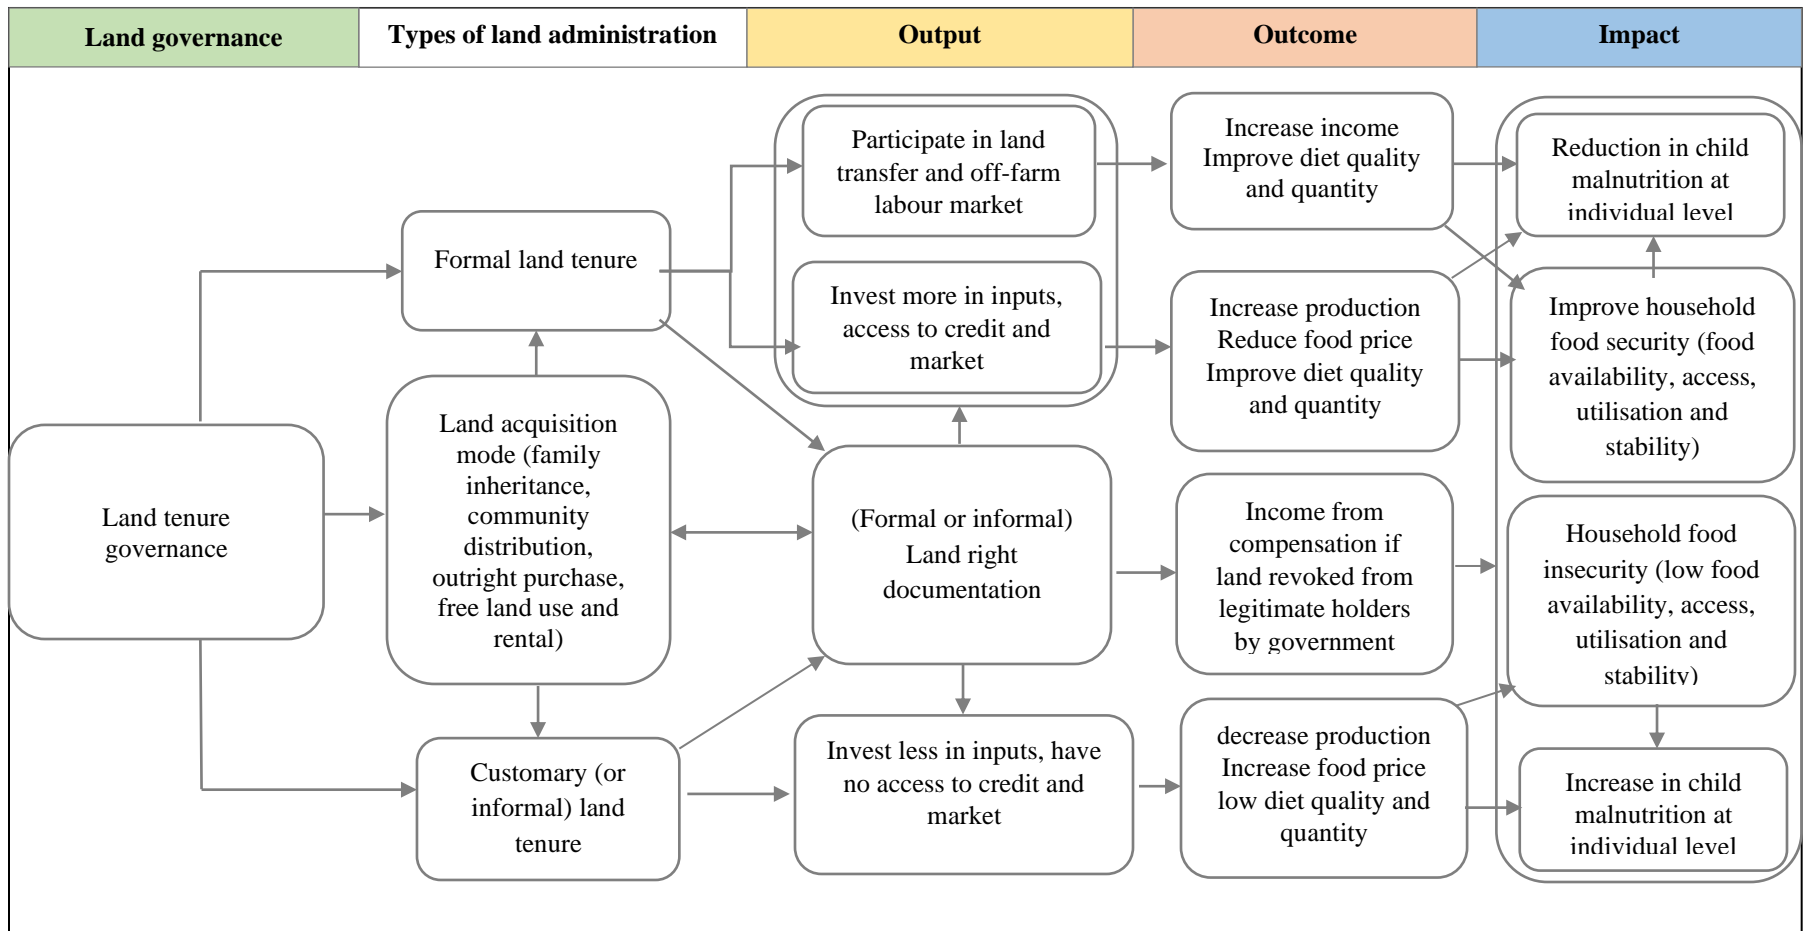 Land governance
Types of land administration
Output
Outcome
Impact
Land tenure
governance
Formal land tenure
Land acquisition
mode (family
inheritance,
community
distribution,
outright purchase,
free land use and
rental)
Customary (or
informal) land
tenure
Participate in land
transfer and off-farm
labour market
Invest more in inputs,
access to credit and
market
(Formal or informal)
Land right
documentation
Invest less in inputs, have
no access to credit and
market
Increase income
Improve diet quality
and quantity
Increase production
Reduce food price
Improve diet quality
and quantity
Income from
compensation if
land revoked from
legitimate holders
by government
decrease production
Increase food price
low diet quality and
quantity
Reduction in child
malnutrition at
individual level
Improve household
food security (food
availability, access,
utilisation and
stability)
Household food
insecurity (low food
availability, access,
utilisation and
stability)
Increase in child
malnutrition at
individual level